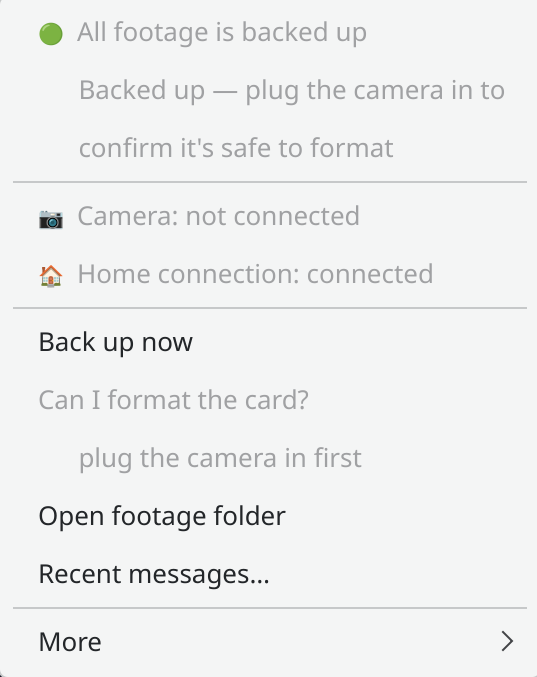 All footage is backed up
Backed up — plug the camera in to
confirm it's safe to format
Camera: not connected
Home connection: connected
Back up now
Can I format the card?
plug the camera in first
Open footage folder
Recent messages...
More